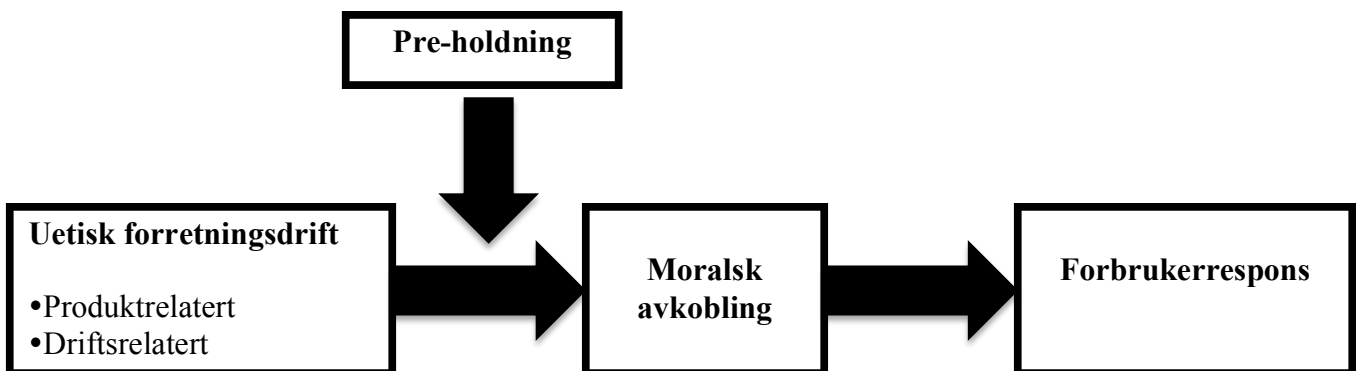 Pre-holdning
Uetisk forretningsdrift
•Produktrelatert
•Driftsrelatert
Moralsk
avkobling
Forbrukerrespons